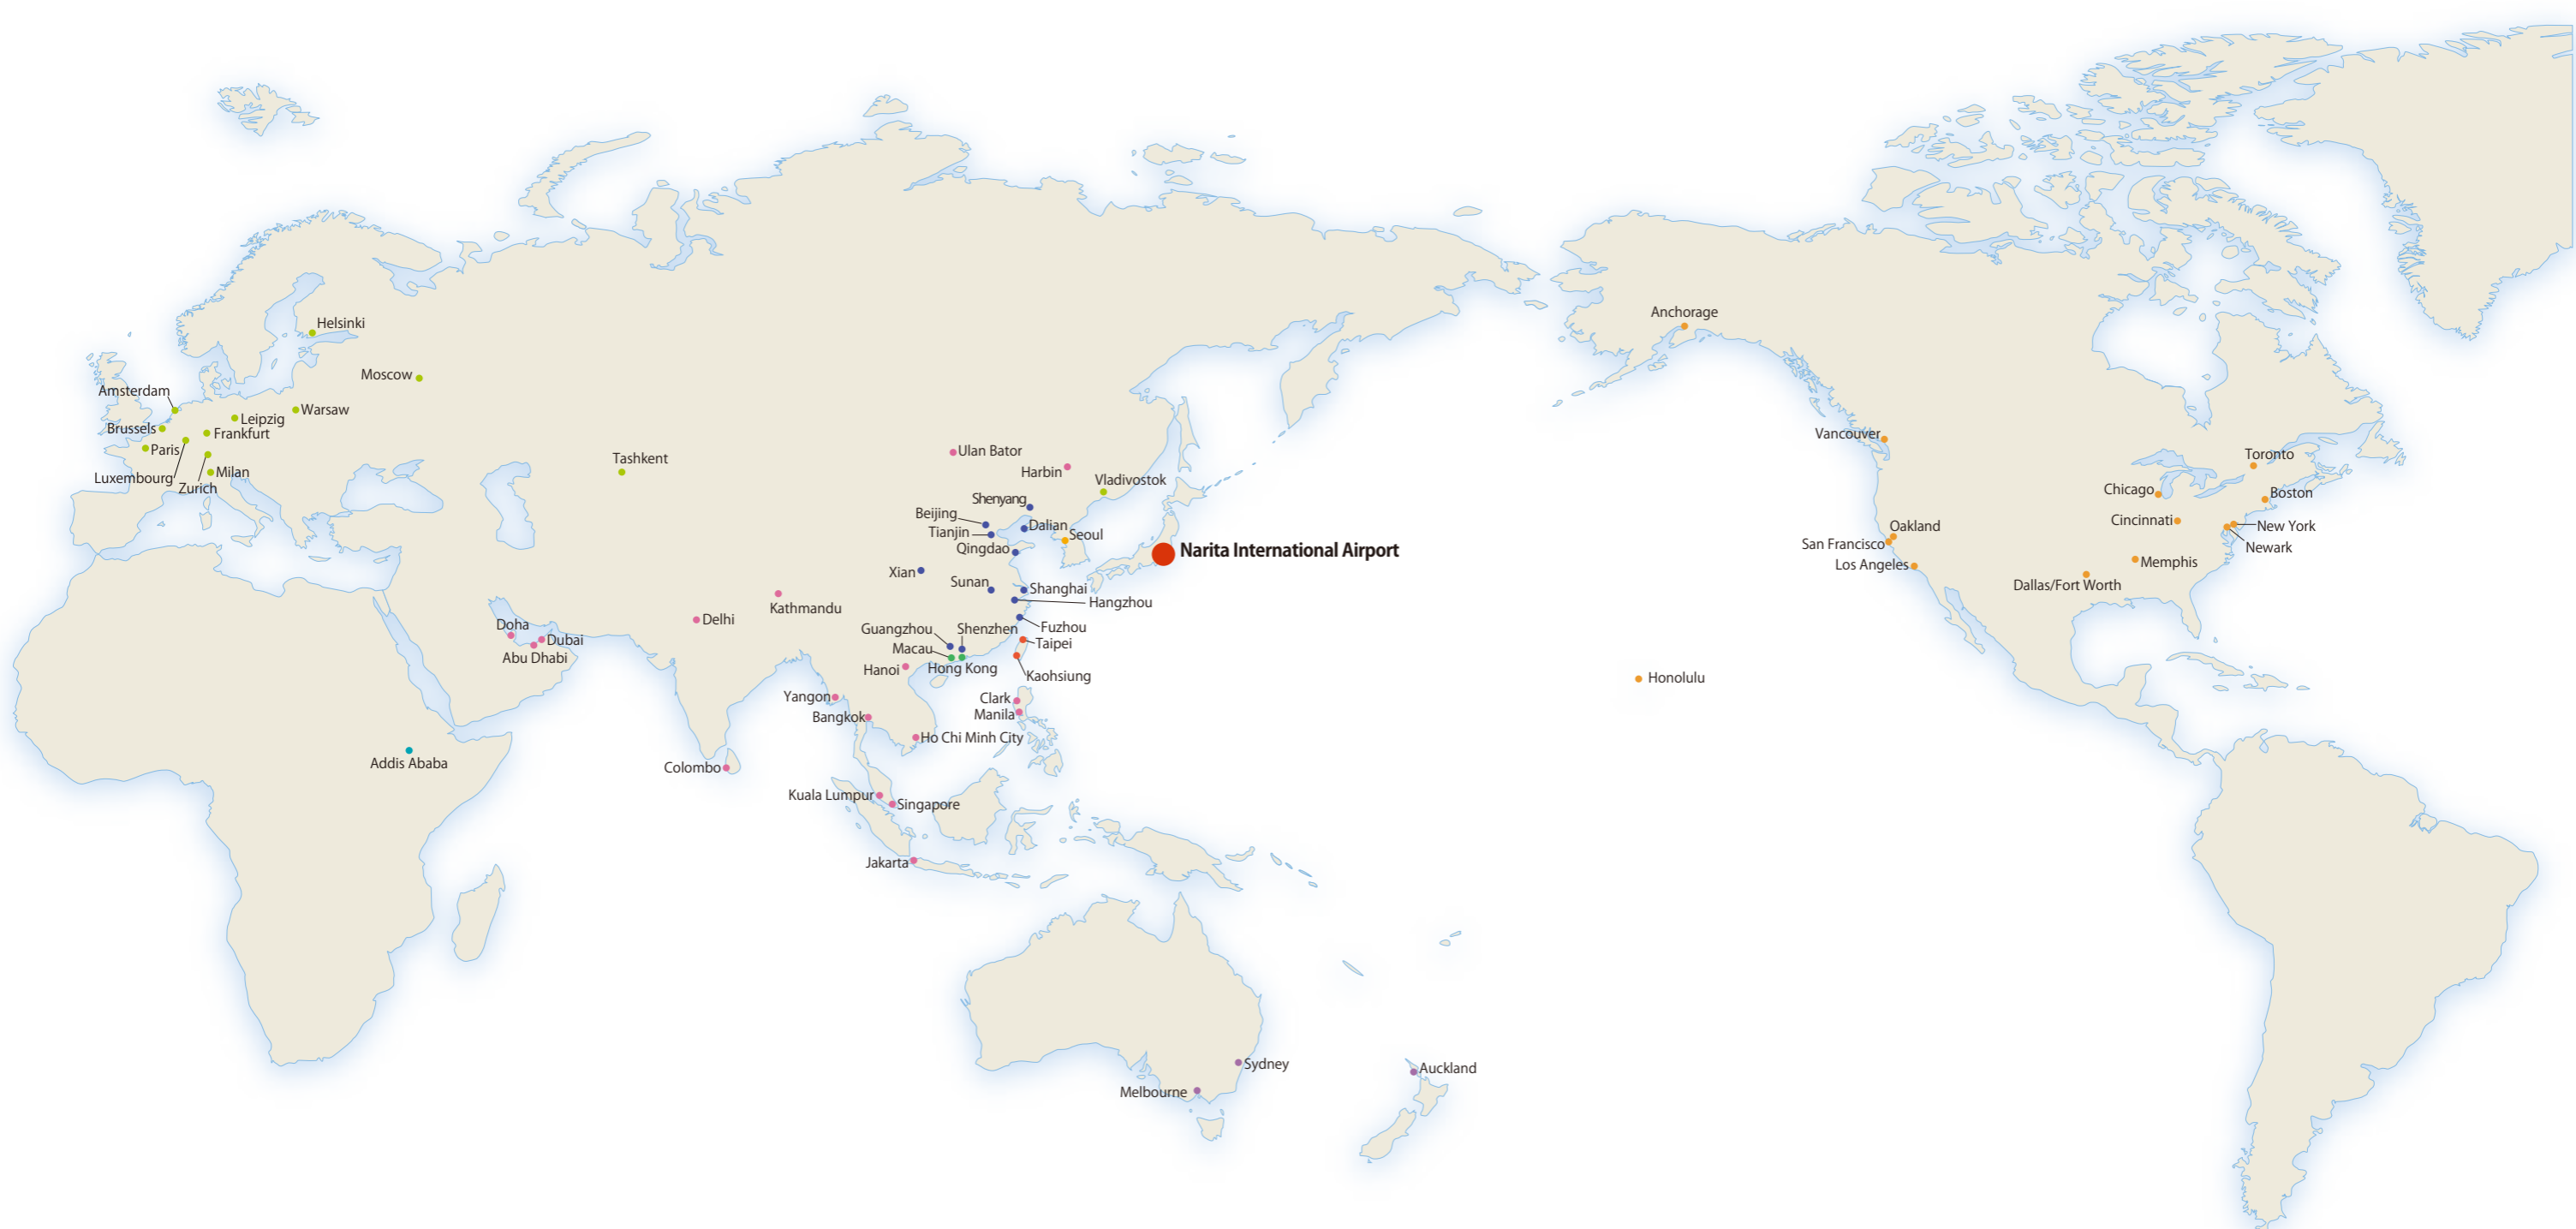 Helsinki
Moscow
Amsterdam
Warsaw
Leipzig
Brussels
Frankfurt
Paris
Luxembourg
Milan
Zurich
Tashkent
Ulan Bator
Harbin
Vladivostok
Shenyang
Beijing
Dalian
Tianjin
Seoul
Qingdao
Narita International Airport
Xian
Sunan
Shanghai
Hangzhou
Kathmandu
Delhi
Doha
Dubai
Abu Dhabi
Guangzhou
Shenzhen
Fuzhou
Macau
Taipei
Hanoi
Hong Kong
Kaohsiung
Yangon
Clark
Bangkok
Manila
Ho Chi Minh City
Addis Ababa
Colombo
Kuala Lumpur
Singapore
Jakarta
Sydney
Melbourne
Auckland
Anchorage
Vancouver
Toronto
Chicago
Boston
Cincinnati
Oakland
New York
San Francisco
Newark
Los Angeles
Memphis
Dallas/Fort Worth
Honolulu